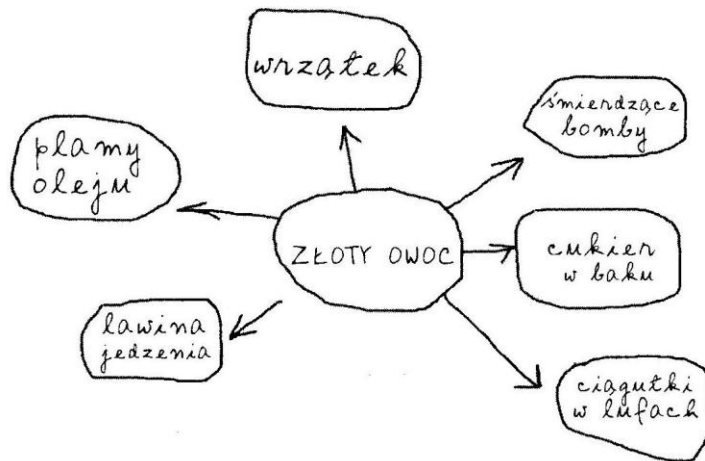 wrzątek
śmierdzące
bomby
plamy
oleju
ZŁOTY OWOC
cukier
w baku
lawina
jedzenia
ciągutki
w lufach